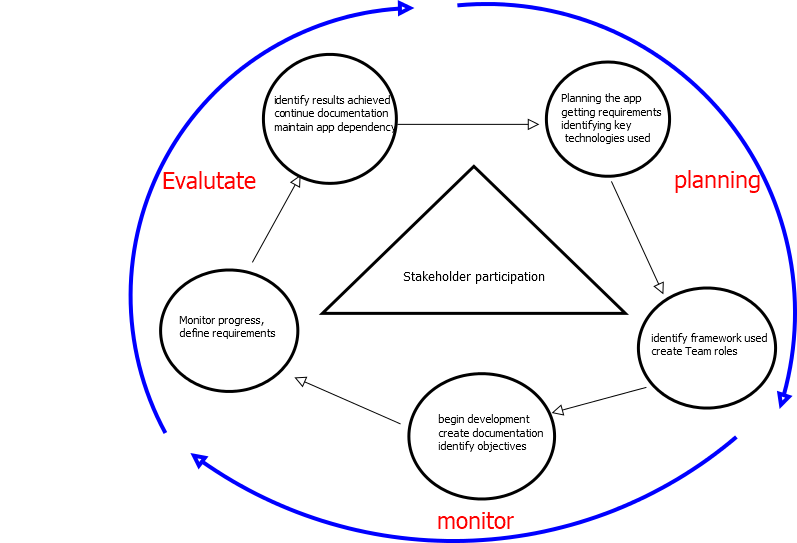 identify results achieved
continue documentation
maintain app dependency
Planning the app
getting requirements
identifying key
technologies used
Evalutate
planning
Stakeholder participation
Monitor progress,
define requirements
identify framework used
create Team roles
begin development
create documentation
identify objectives
monitor